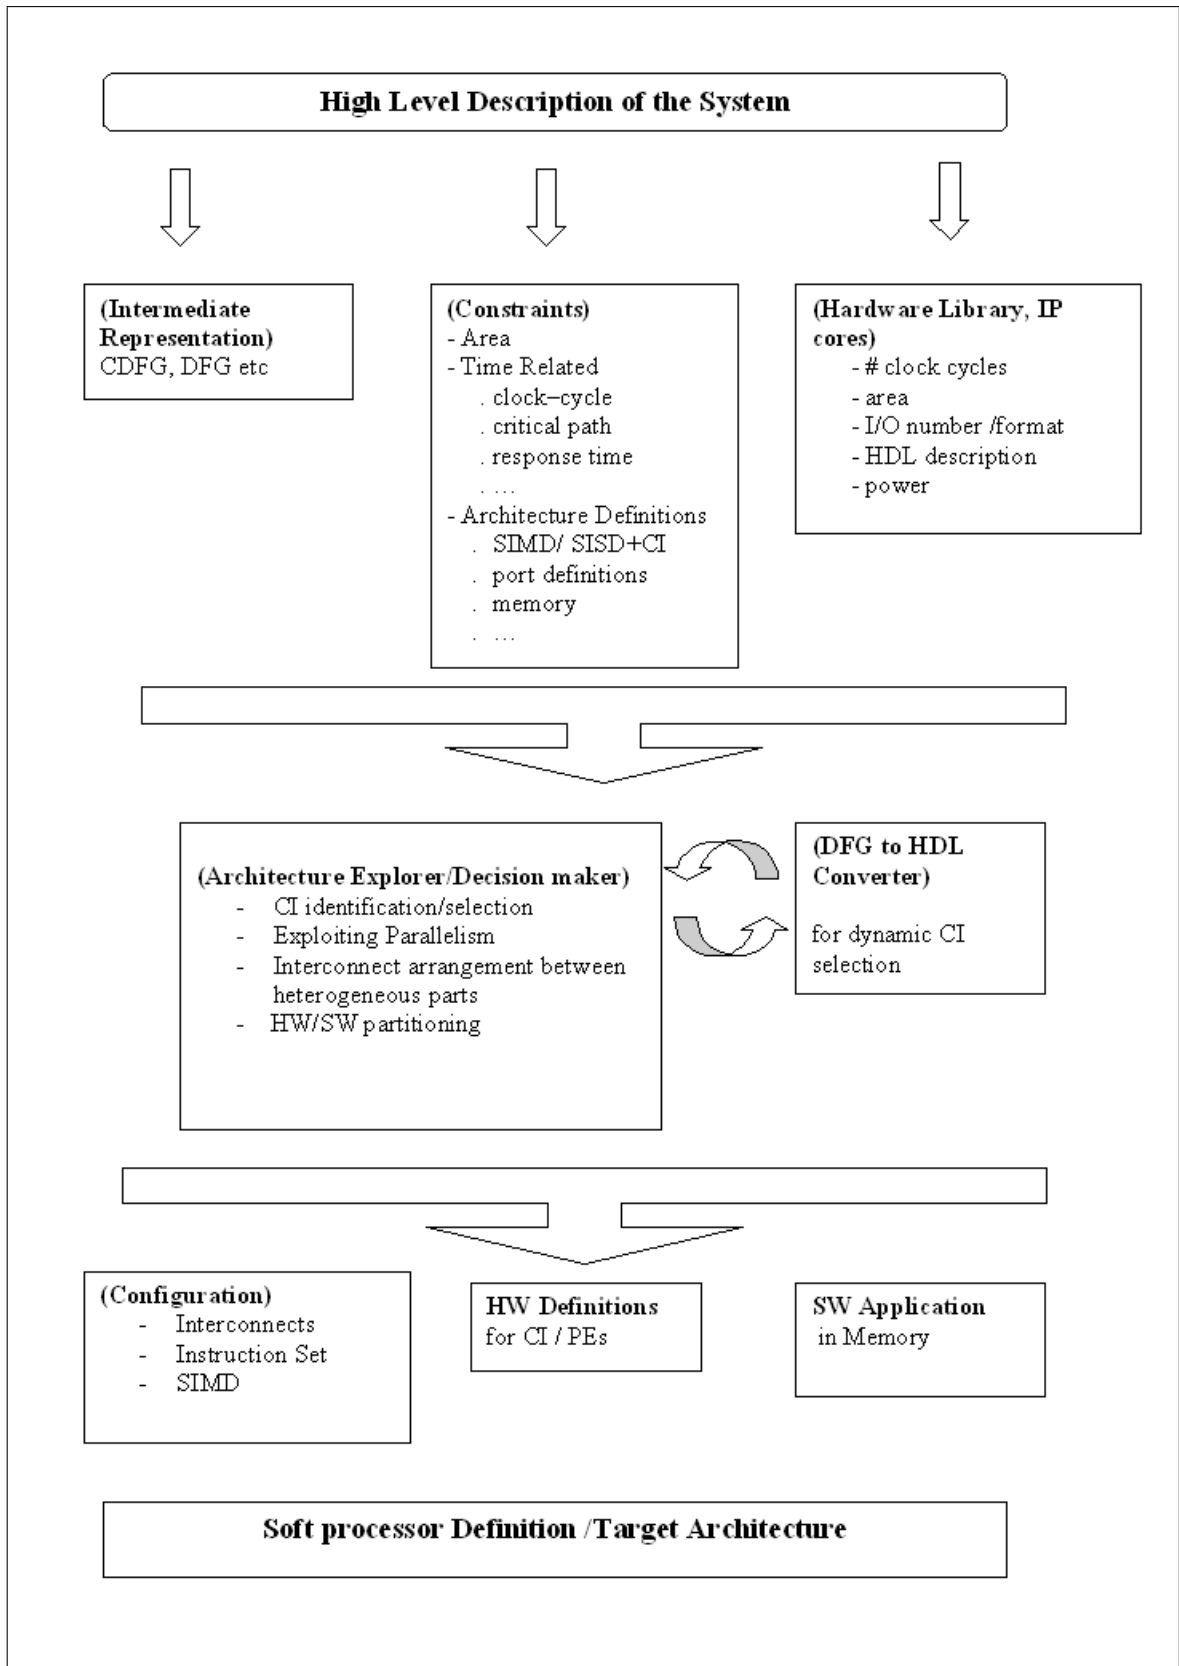 High Level Description of the System
(Intermediate
Representation)
CDFG, DFG etc
(Constraints)
- Area
- Time Related
. clock–cycle
. critical path
. response time
. ...
- Architecture Definitions
. SIMD/ SISD+CI
. port definitions
. memory
. ...
(Hardware Library, IP
cores)
- # clock cycles
- area
- I/O number /format
- HDL description
- power
(Architecture Explorer/Decision maker)
- CI identification/selection
- Exploiting Parallelism
- Interconnect arrangement between
heterogeneous parts
- HW/SW partitioning
(DFG to HDL
Converter)
for dynamic CI
selection
(Configuration)
- Interconnects
- Instruction Set
- SIMD
HW Definitions
for CI / PEs
SW Application
in Memory
Soft processor Definition /Target Architecture